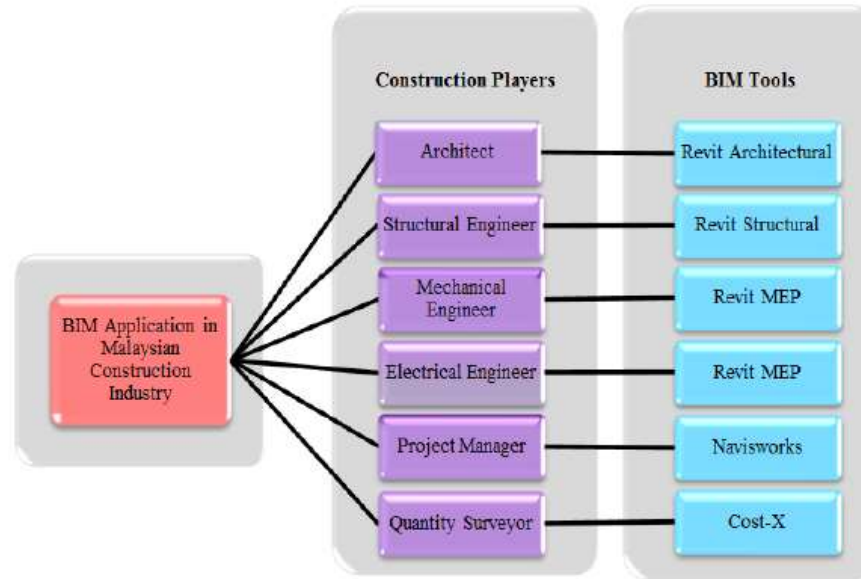 Construction Players
BIM Tools
Architect
Revit Architectural
Structural Engineer
Revit Structural
Mechanical
Engineer
Revit MEP
BIM Application in
Malaysian
Construction
Industry
Electrical Engineer
Revit MEP
Project Manager
Navisworks
Quantity Surveyor
Cost-X